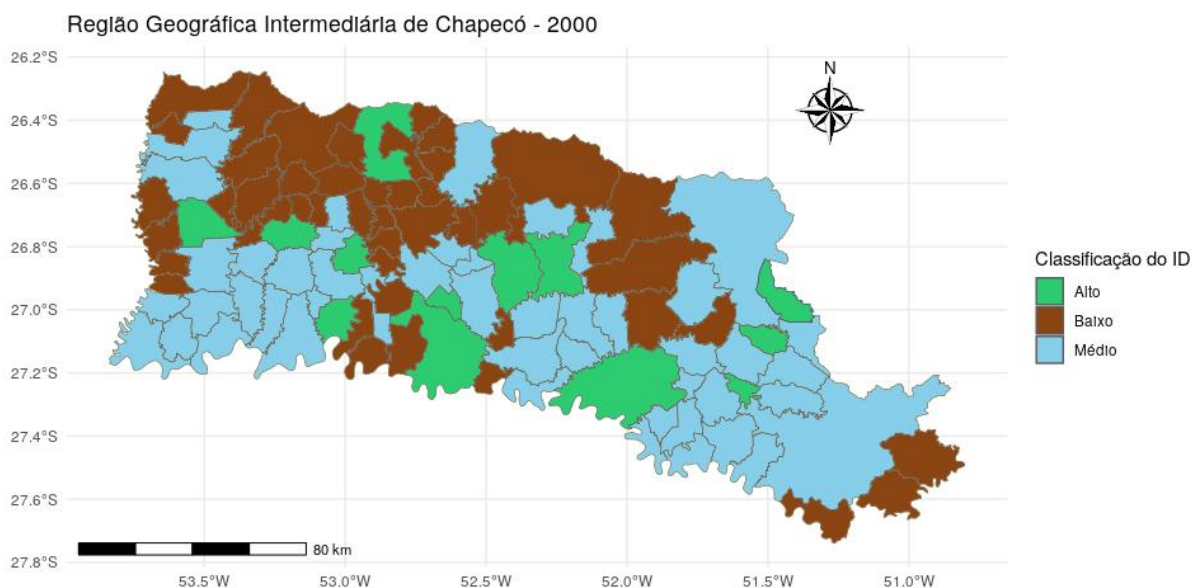 Região Geográfica Intermediária de Chapecó - 2000
26.2°S
26.4°S
26.6°S
26.8°S
27.0°S
27.2°S
27.4°S
27.6°S
27.8°S
N
Classificação do ID
Alto
Baixo
Médio
80 km
53.5°W
53.0°W
52.5°W
52.0°W
51.5°W
51.0°W